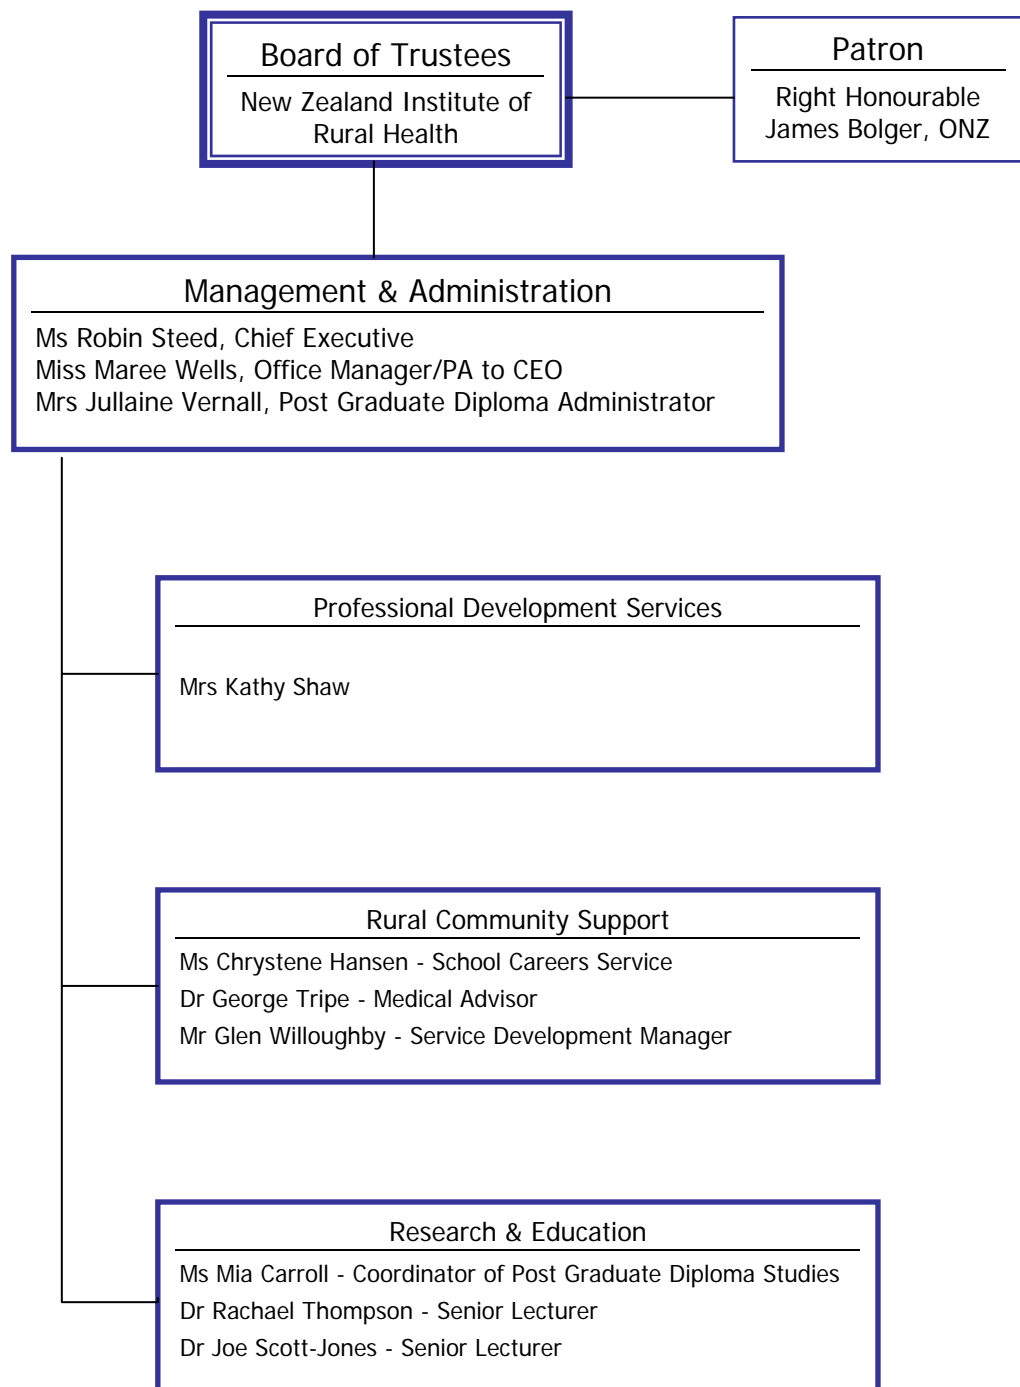 Board of Trustees
New Zealand Institute of
Rural Health
Patron
Right Honourable
James Bolger, ONZ
Management & Administration
Ms Robin Steed, Chief Executive
Miss Maree Wells, Office Manager/PA to CEO
Mrs Jullaine Vernall, Post Graduate Diploma Administrator
Professional Development Services
Mrs Kathy Shaw
Rural Community Support
Ms Chrystene Hansen - School Careers Service
Dr George Tripe - Medical Advisor
Mr Glen Willoughby - Service Development Manager
Research & Education
Ms Mia Carroll - Coordinator of Post Graduate Diploma Studies
Dr Rachael Thompson - Senior Lecturer
Dr Joe Scott-Jones - Senior Lecturer